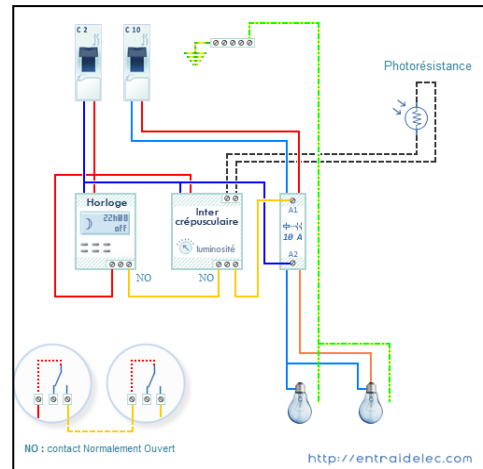 C 2
C 10
Photorésistance
Horloge
22h08
off
Inter
crépusculaire
luminosité
A1
10 A
A2
NO
NO
NO : contact Normalement Ouvert
http://entraidelec.com